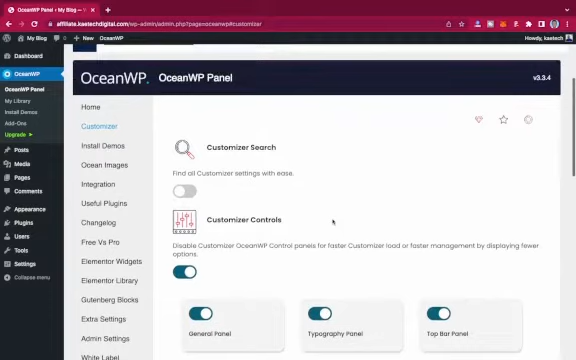 OceanWP Panel ‹ My Blog — W
affiliate.kaetechdigital.com/wp-admin/admin.php?page=oceanwp#customizer
My Blog
0
+ New
OceanWP
Howdy, kaetech
Dashboard
OceanWP
OceanWP Panel
My Library
Install Demos
Add-Ons
Upgrade
Posts
Media
Pages
Comments
Appearance
Plugins
Users
Tools
Settings
Collapse menu
OceanWP.
OceanWP Panel
v3.3.4
Home
Customizer
Install Demos
Ocean Images
Integration
Useful Plugins
Changelog
Free Vs Pro
Elementor Widgets
Elementor Library
Gutenberg Blocks
Extra Settings
Admin Settings
White Label
Customizer Search
Find all Customizer settings with ease.
Customizer Controls
Disable Customizer OceanWP Control panels for faster Customizer load or faster management by displaying fewer
options.
General Panel
Typography Panel
Top Bar Panel